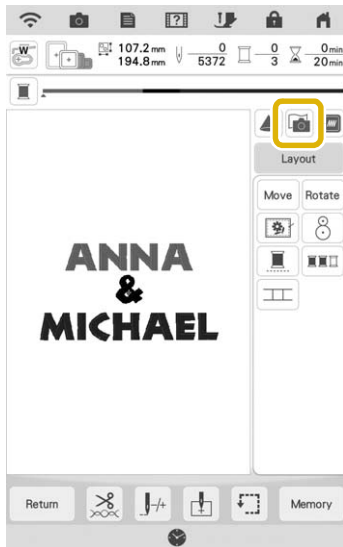 W
107.2 mm
194.8 mm
0
5372
0
3
0 min
20 min
Layout
Move Rotate
ANNA
&
MICHAEL
Return -/+ Memory